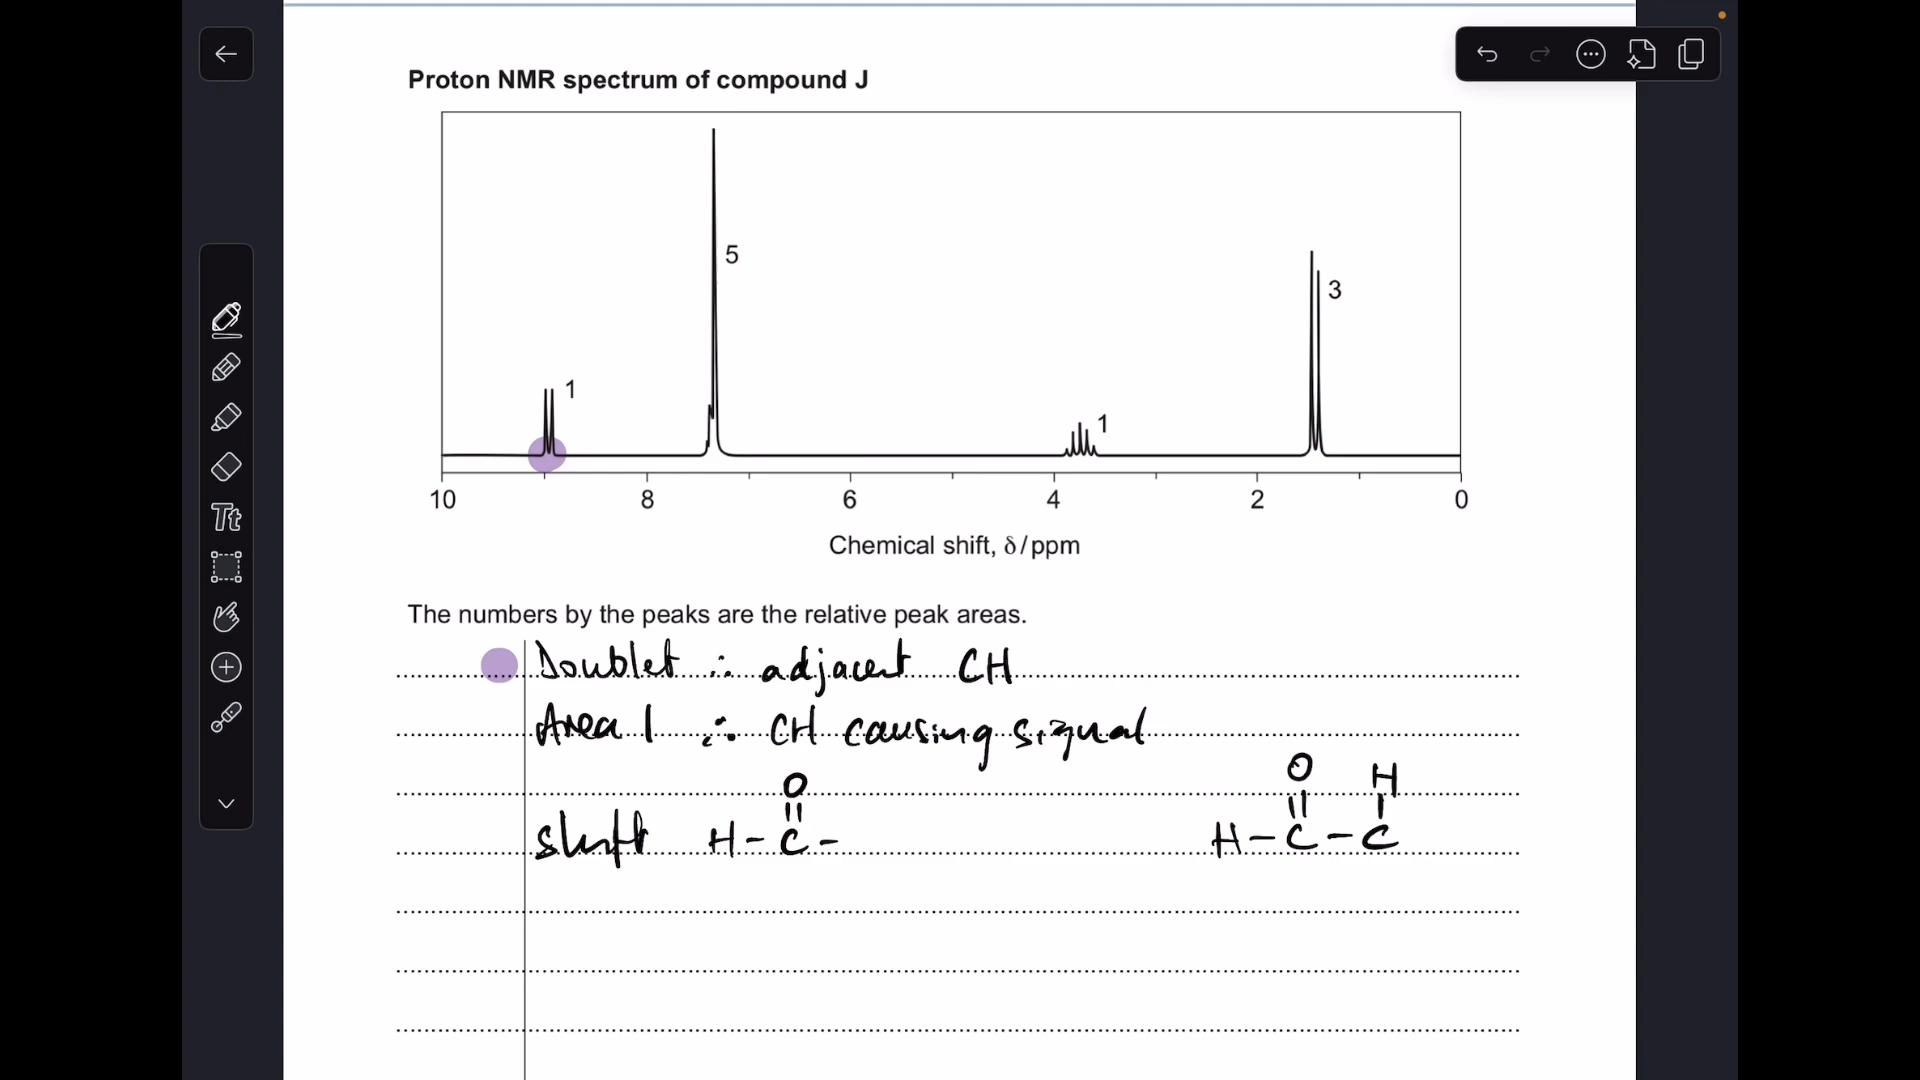 Proton NMR spectrum of compound J
5
3
1
1
10 8 6 4 2 0
Chemical shift, δ/ppm
The numbers by the peaks are the relative peak areas.
Doublet ∴ adjacent CH
Area 1 ∴ CH causing signal
O O H
shift H-C- H-C-C
Tt